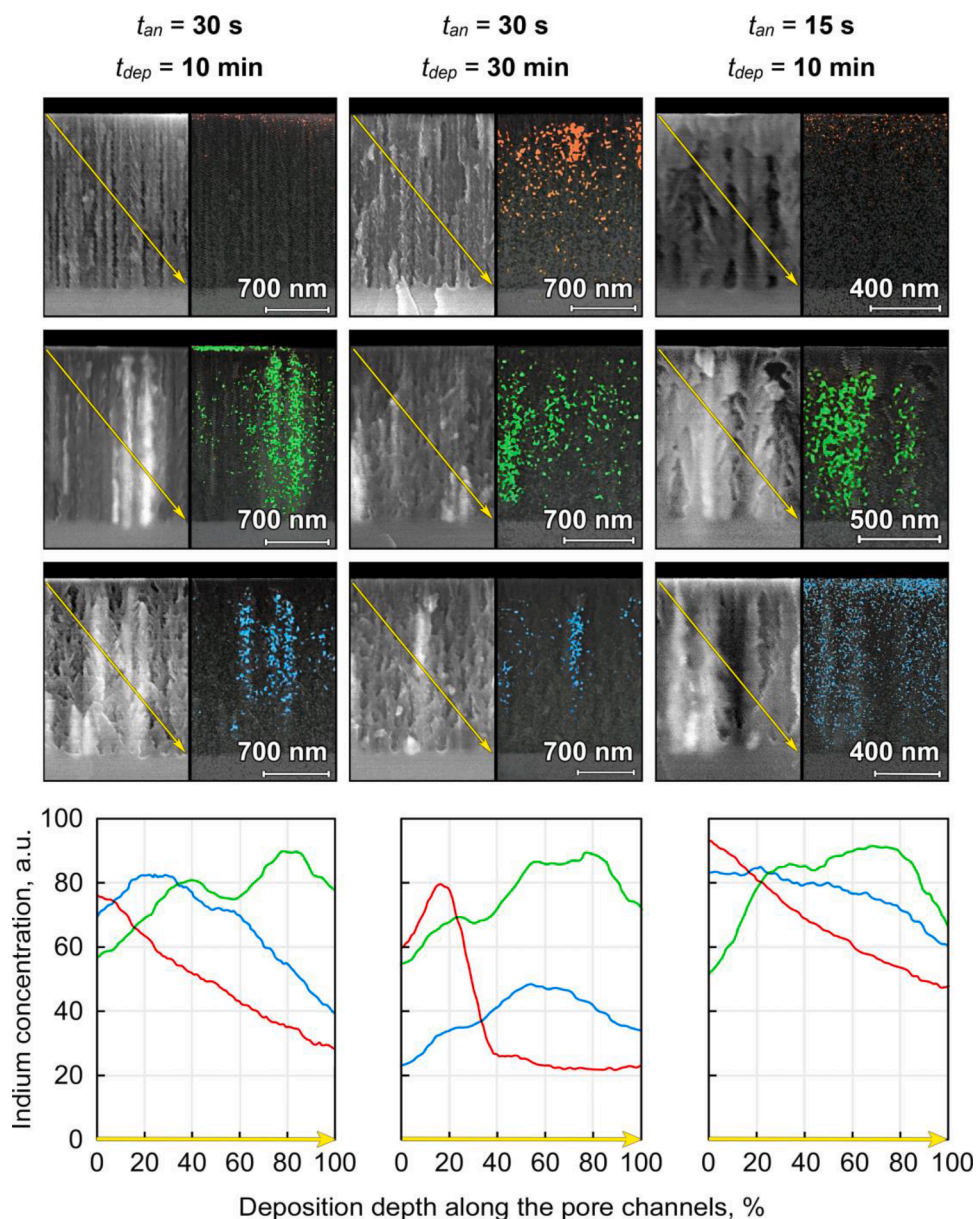 t_an = 30 s
t_dep = 10 min
t_an = 30 s
t_dep = 30 min
t_an = 15 s
t_dep = 10 min
700 nm
700 nm
400 nm
700 nm
700 nm
500 nm
700 nm
700 nm
400 nm
Indium concentration, a.u.
100
80
60
40
20
0
0 20 40 60 80 100
0 20 40 60 80 100
0 20 40 60 80 100
Deposition depth along the pore channels, %